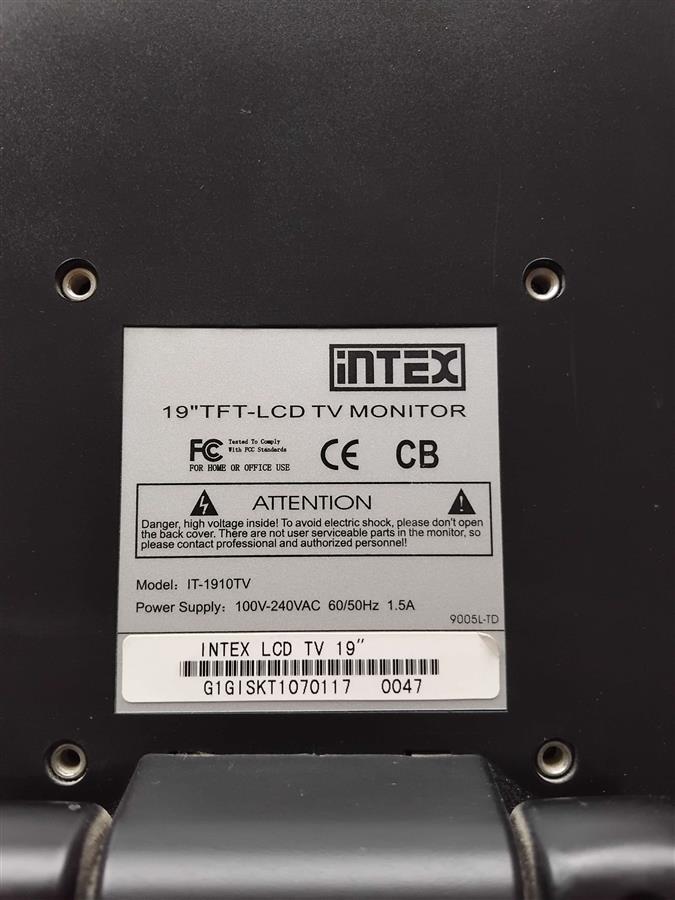 iNTEX
19"TFT-LCD TV MONITOR
FC Tested To Comply
With FCC Standards
FOR HOME OR OFFICE USE
CE CB
ATTENTION
Danger, high voltage inside! To avoid electric shock, please don't open
the back cover. There are not user serviceable parts in the monitor, so
please contact professional and authorized personnel!
Model: IT-1910TV
Power Supply: 100V-240VAC 60/50Hz 1.5A
9005L-TD
INTEX LCD TV 19"
G1GISKT1070117 0047